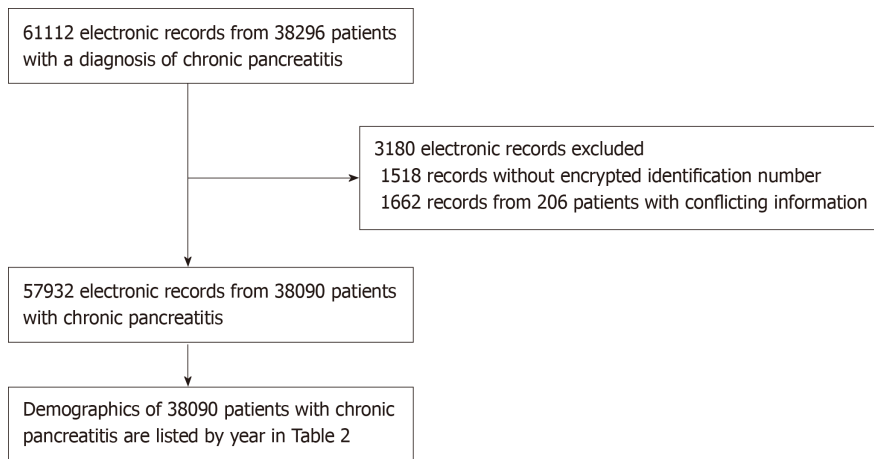 61112 electronic records from 38296 patients
with a diagnosis of chronic pancreatitis
3180 electronic records excluded
1518 records without encrypted identification number
1662 records from 206 patients with conflicting information
57932 electronic records from 38090 patients
with chronic pancreatitis
Demographics of 38090 patients with chronic
pancreatitis are listed by year in Table 2